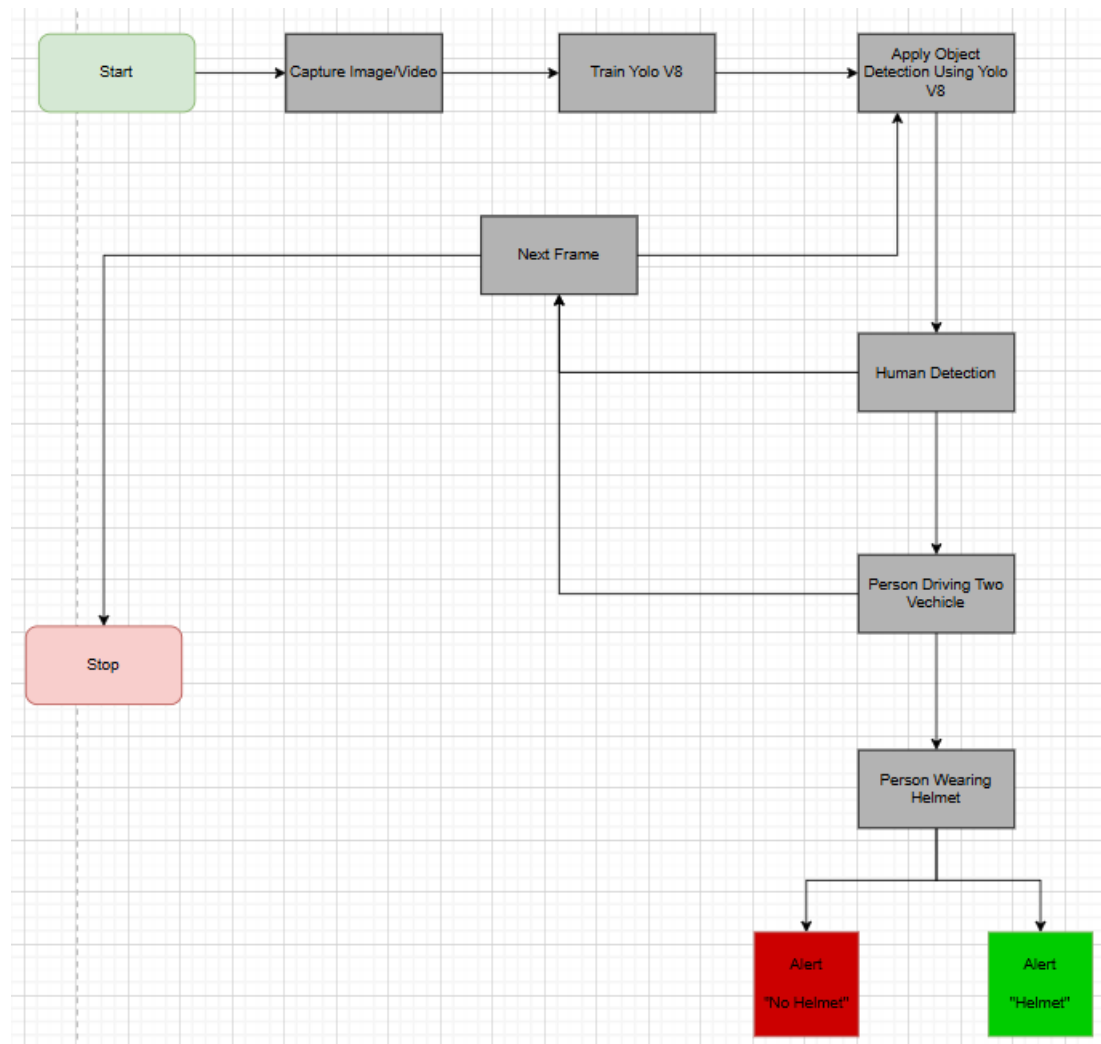 Start
Capture Image/Video
Train Yolo V8
Apply Object
Detection Using Yolo
V8
Next Frame
Human Detection
Person Driving Two
Vechicle
Stop
Person Wearing
Helmet
Alert
"No Helmet"
Alert
"Helmet"